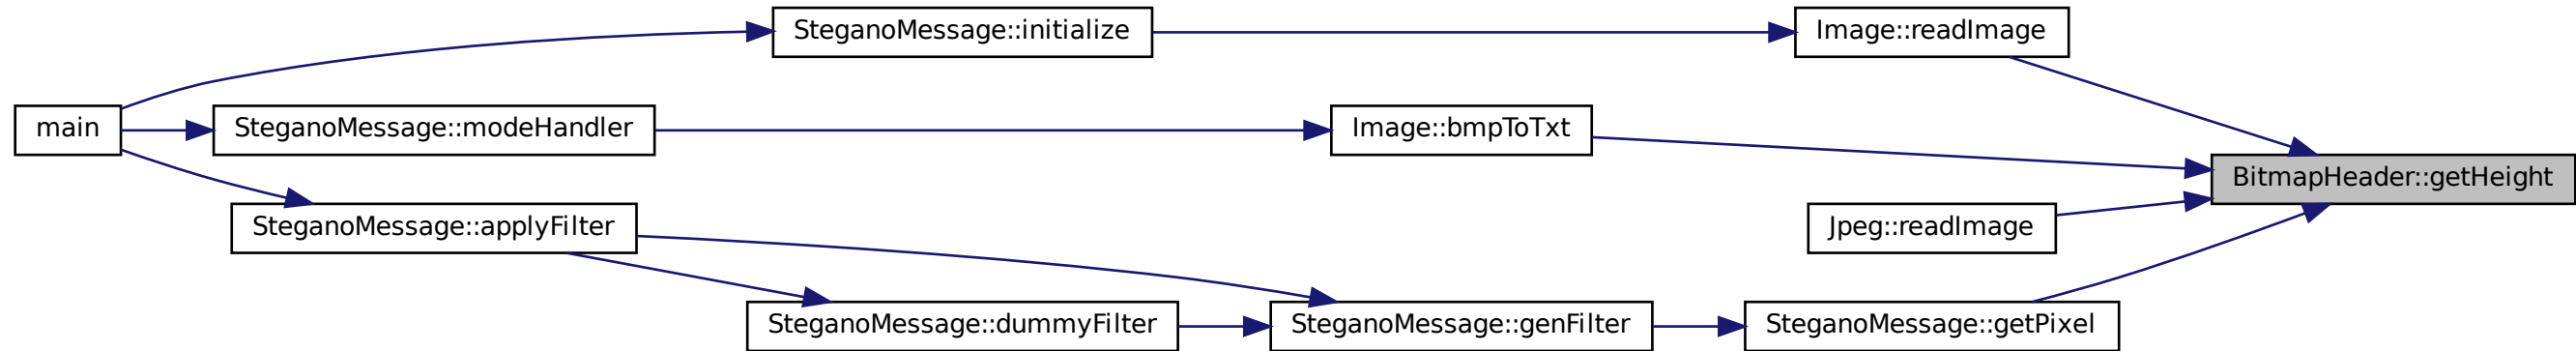 SteganoMessage::initialize
Image::readImage
main
SteganoMessage::modeHandler
Image::bmpToTxt
BitmapHeader::getHeight
SteganoMessage::applyFilter
Jpeg::readImage
SteganoMessage::dummyFilter
SteganoMessage::genFilter
SteganoMessage::getPixel